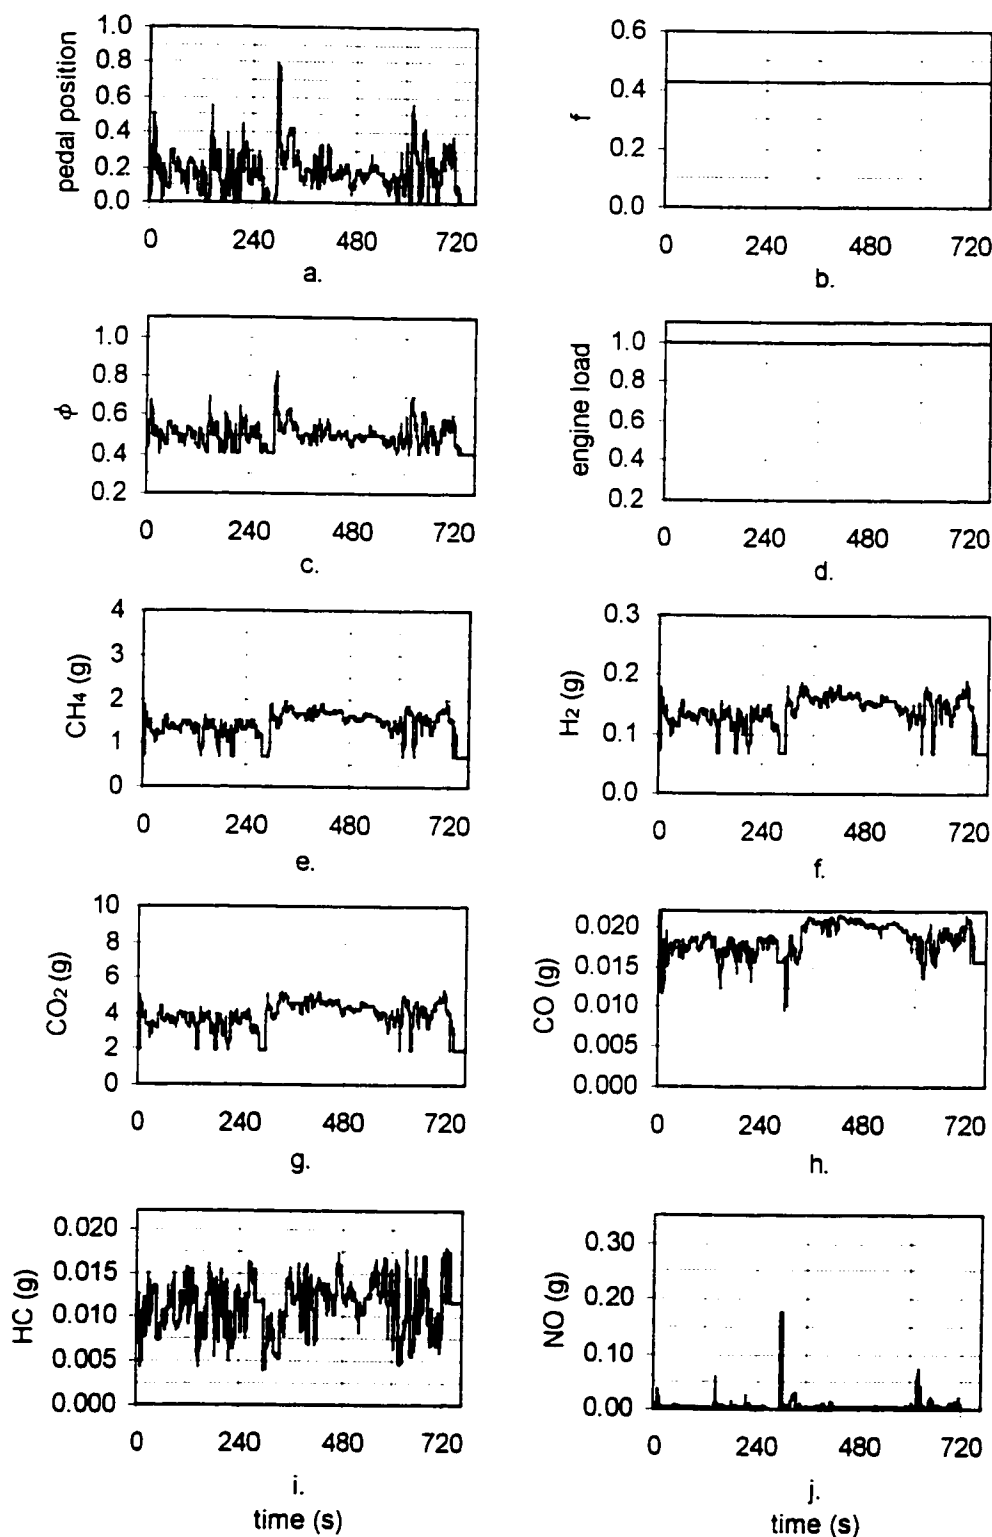 pedal position
1.0
0.8
0.6
0.4
0.2
0.0
0 240 480 720
a.
f
0.6
0.4
0.2
0.0
0 240 480 720
b.
ϕ
1.0
0.8
0.6
0.4
0.2
0 240 480 720
c.
engine load
1.0
0.8
0.6
0.4
0.2
0 240 480 720
d.
CH4 (g)
4
3
2
1
0
0 240 480 720
e.
H2 (g)
0.3
0.2
0.1
0.0
0 240 480 720
f.
CO2 (g)
10
8
6
4
2
0
0 240 480 720
g.
CO (g)
0.020
0.015
0.010
0.005
0.000
0 240 480 720
h.
HC (g)
0.020
0.015
0.010
0.005
0.000
0 240 480 720
i.
time (s)
NO (g)
0.30
0.20
0.10
0.00
0 240 480 720
j.
time (s)